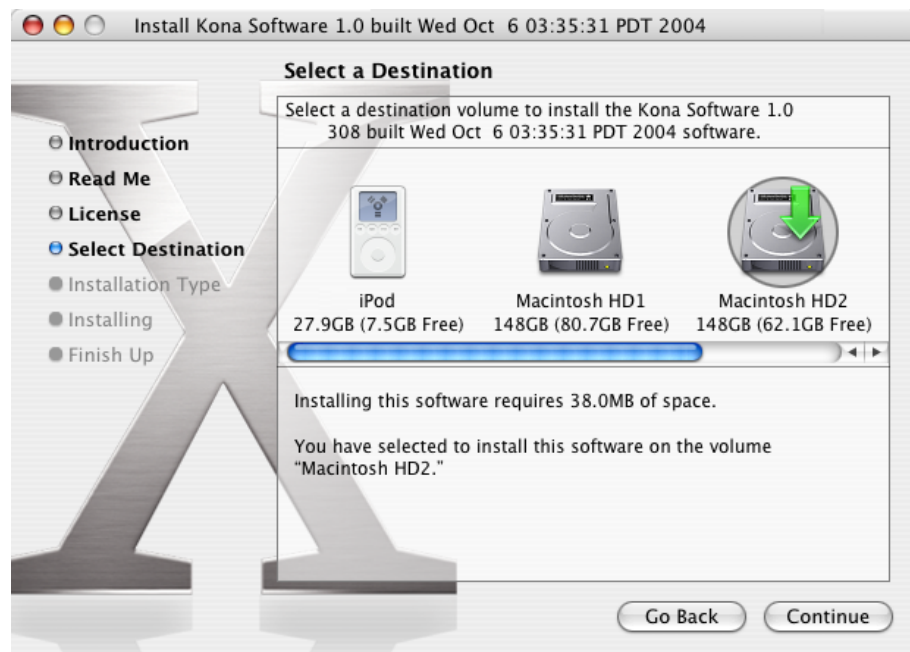 Install Kona Software 1.0 built Wed Oct 6 03:35:31 PDT 2004
Select a Destination
Introduction
Read Me
License
Select Destination
Installation Type
Installing
Finish Up
Select a destination volume to install the Kona Software 1.0
308 built Wed Oct 6 03:35:31 PDT 2004 software.
iPod
27.9GB (7.5GB Free)
Macintosh HD1
148GB (80.7GB Free)
Macintosh HD2
148GB (62.1GB Free)
Installing this software requires 38.0MB of space.
You have selected to install this software on the volume
“Macintosh HD2.”
Go Back
Continue